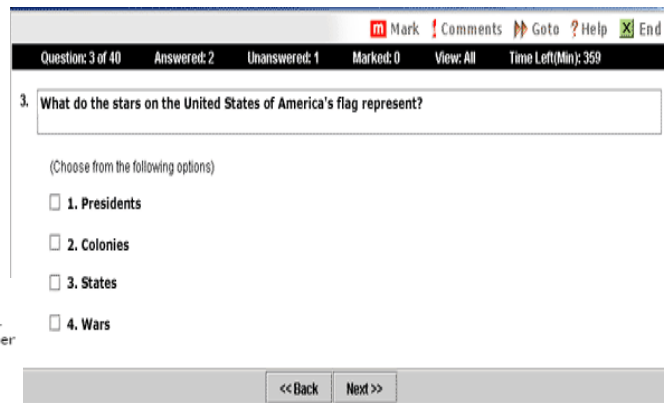 m Mark ! Comments Goto ? Help X End
Question: 3 of 40 Answered: 2 Unanswered: 1 Marked: 0 View: All Time Left(Min): 359
3. What do the stars on the United States of America's flag represent?
(Choose from the following options)
1. Presidents
2. Colonies
3. States
4. Wars
er
<< Back Next >>